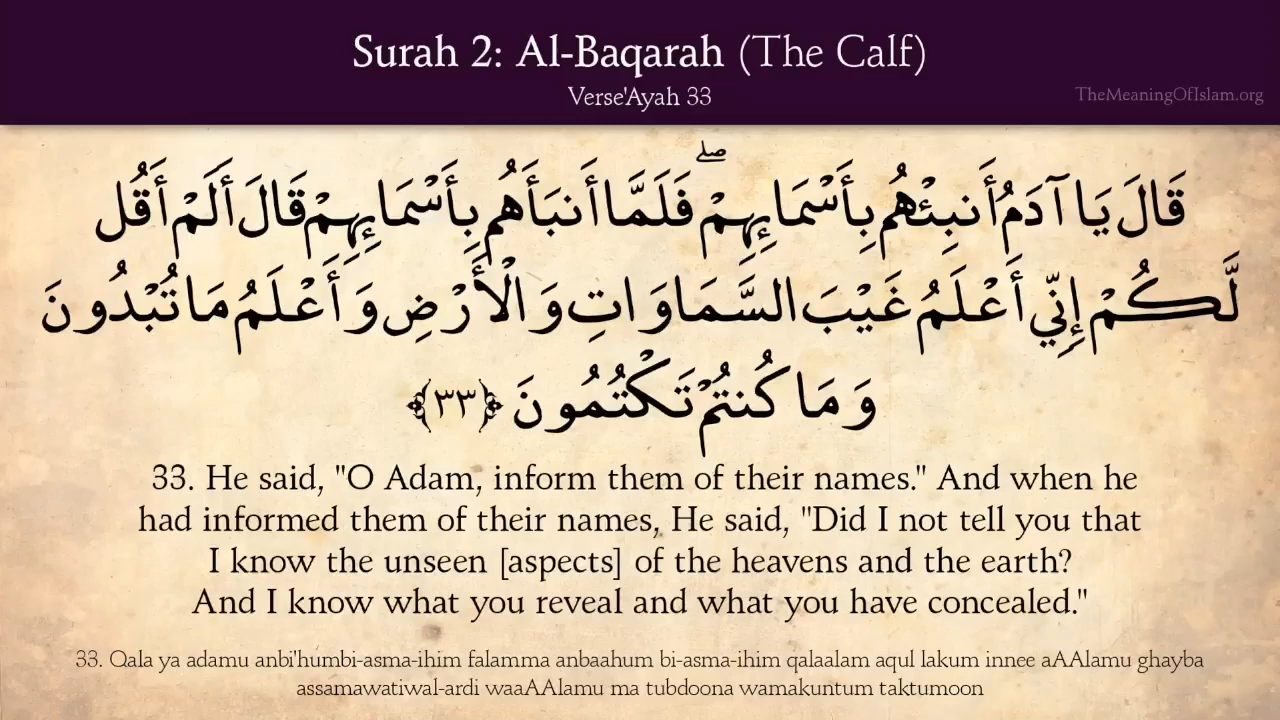 Surah 2: Al-Baqarah (The Calf)
Verse'Ayah 33
TheMeaningOfIslam.org
قَالَ يَا آدَمُ أَنبِئْهُم بِأَسْمَائِهِمْ ۖ فَلَمَّا أَنبَأَهُم بِأَسْمَائِهِمْ قَالَ أَلَمْ أَقُل
لَّكُمْ إِنِّي أَعْلَمُ غَيْبَ السَّمَاوَاتِ وَالْأَرْضِ وَأَعْلَمُ مَا تُبْدُونَ
وَمَا كُنتُمْ تَكْتُمُونَ ﴿٣٣﴾
33. He said, "O Adam, inform them of their names." And when he
had informed them of their names, He said, "Did I not tell you that
I know the unseen [aspects] of the heavens and the earth?
And I know what you reveal and what you have concealed."
33. Qala ya adamu anbi'humbi-asma-ihim falamma anbaahum bi-asma-ihim qalaalam aqul lakum innee aAAlamu ghayba
assamawatiwal-ardi waaAAlamu ma tubdoona wamakuntum taktumoon